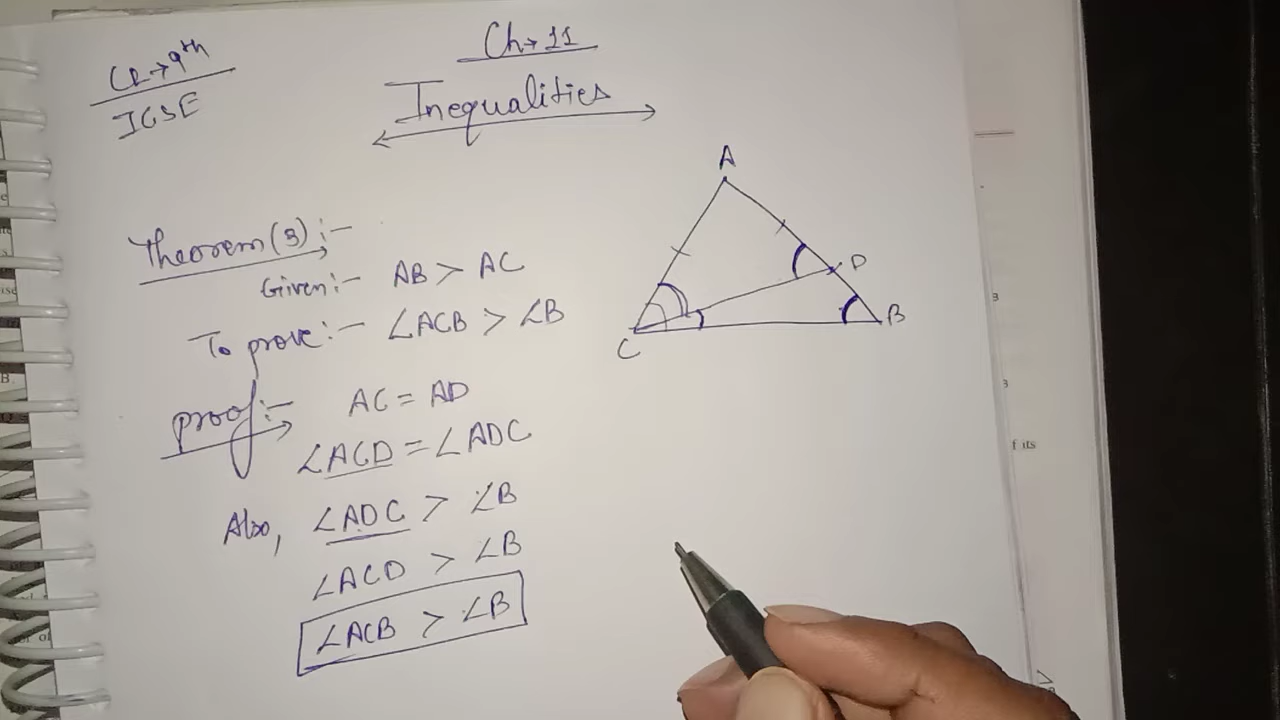 Cl→9th
ICSE
Ch→11
Inequalities
Theorem(3):-
Given:- AB > AC
To prove:- ∠ACB > ∠B
Proof:- AC = AD
∠ACD = ∠ADC
Also, ∠ADC > ∠B
∠ACD > ∠B
∠ACB > ∠B
A
D
B
C
f its